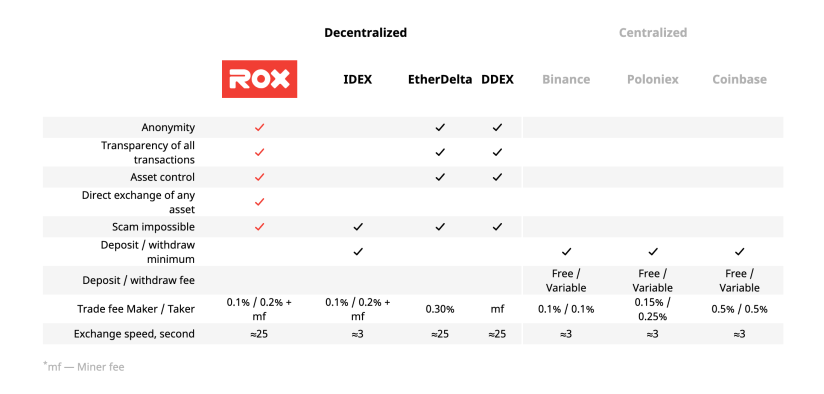 Decentralized Centralized
ROX IDEX EtherDelta DDEX Binance Poloniex Coinbase
Anonymity ✓ ✓ ✓
Transparency of all
transactions ✓ ✓ ✓
Asset control ✓ ✓ ✓
Direct exchange of any
asset ✓
Scam impossible ✓ ✓ ✓ ✓
Deposit / withdraw
minimum ✓ ✓ ✓ ✓
Deposit / withdraw fee Free / Free / Free /
Variable Variable Variable
Trade fee Maker / Taker 0.1% / 0.2% + 0.1% / 0.2% + 0.30% mf 0.1% / 0.1% 0.15% / 0.5% / 0.5%
mf mf 0.25%
Exchange speed, second ≈25 ≈3 ≈25 ≈25 ≈3 ≈3 ≈3
*mf — Miner fee